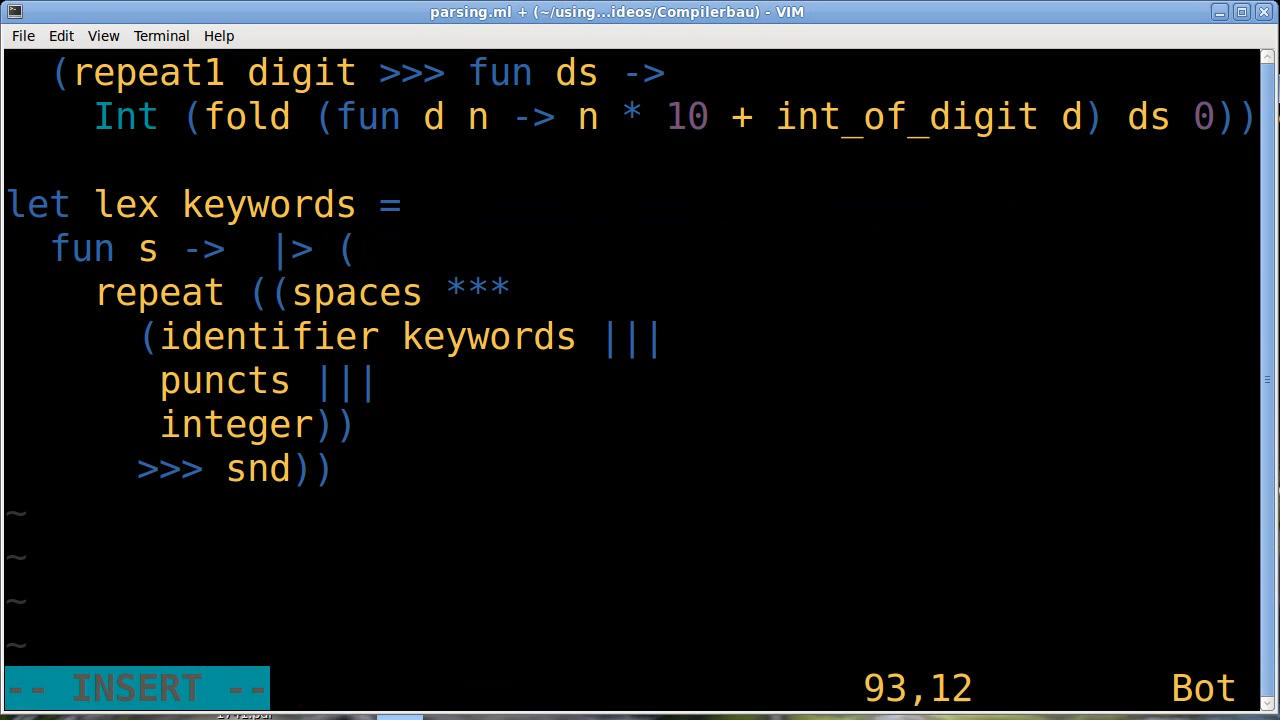 parsing.ml + (~/using...ideos/Compilerbau) - VIM
File Edit View Terminal Help
(repeat1 digit >>> fun ds ->
Int (fold (fun d n -> n * 10 + int_of_digit d) ds 0))
let lex keywords =
fun s ->  |> (
repeat ((spaces ***
(identifier keywords |||
puncts |||
integer))
>>> snd))
~
~
~
~
-- INSERT -- 93,12 Bot